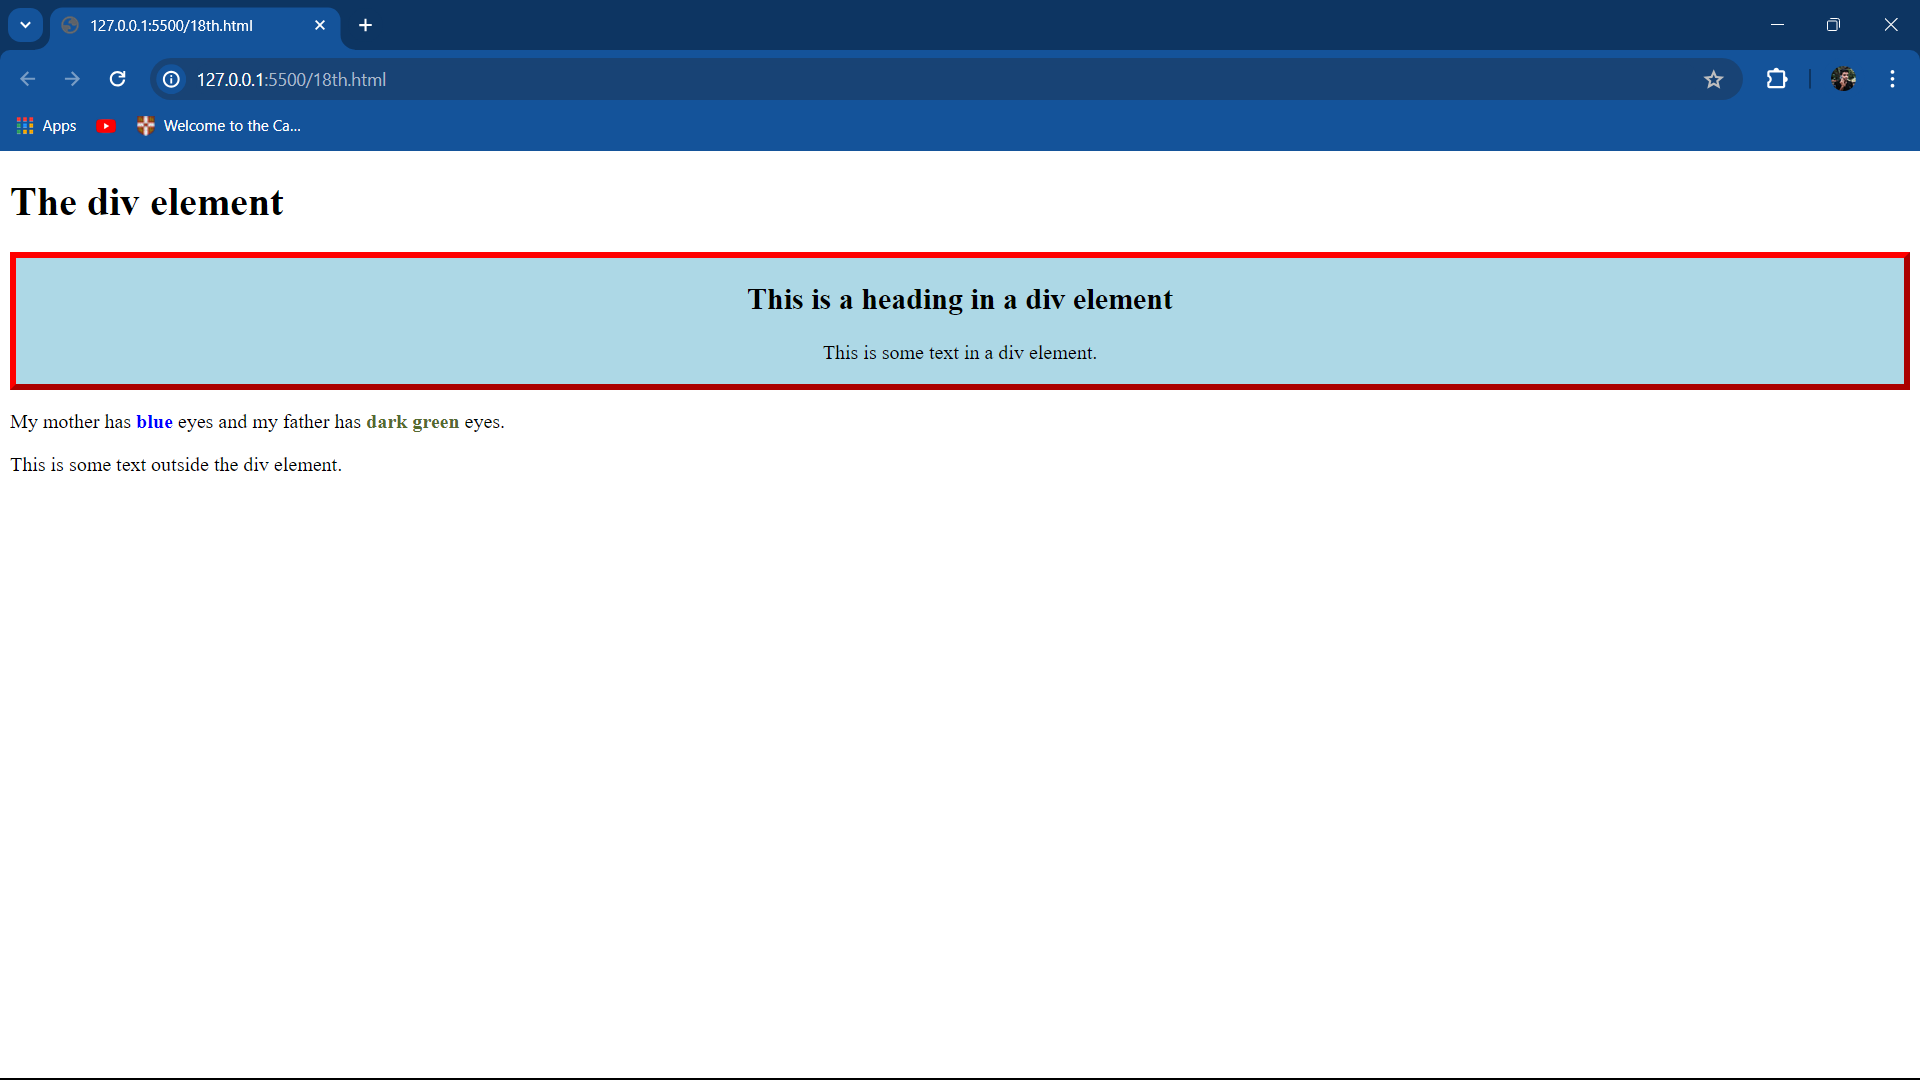 127.0.0.1:5500/18th.html
127.0.0.1:5500/18th.html
Apps
Welcome to the Ca...
The div element
This is a heading in a div element
This is some text in a div element.
My mother has blue eyes and my father has dark green eyes.
This is some text outside the div element.